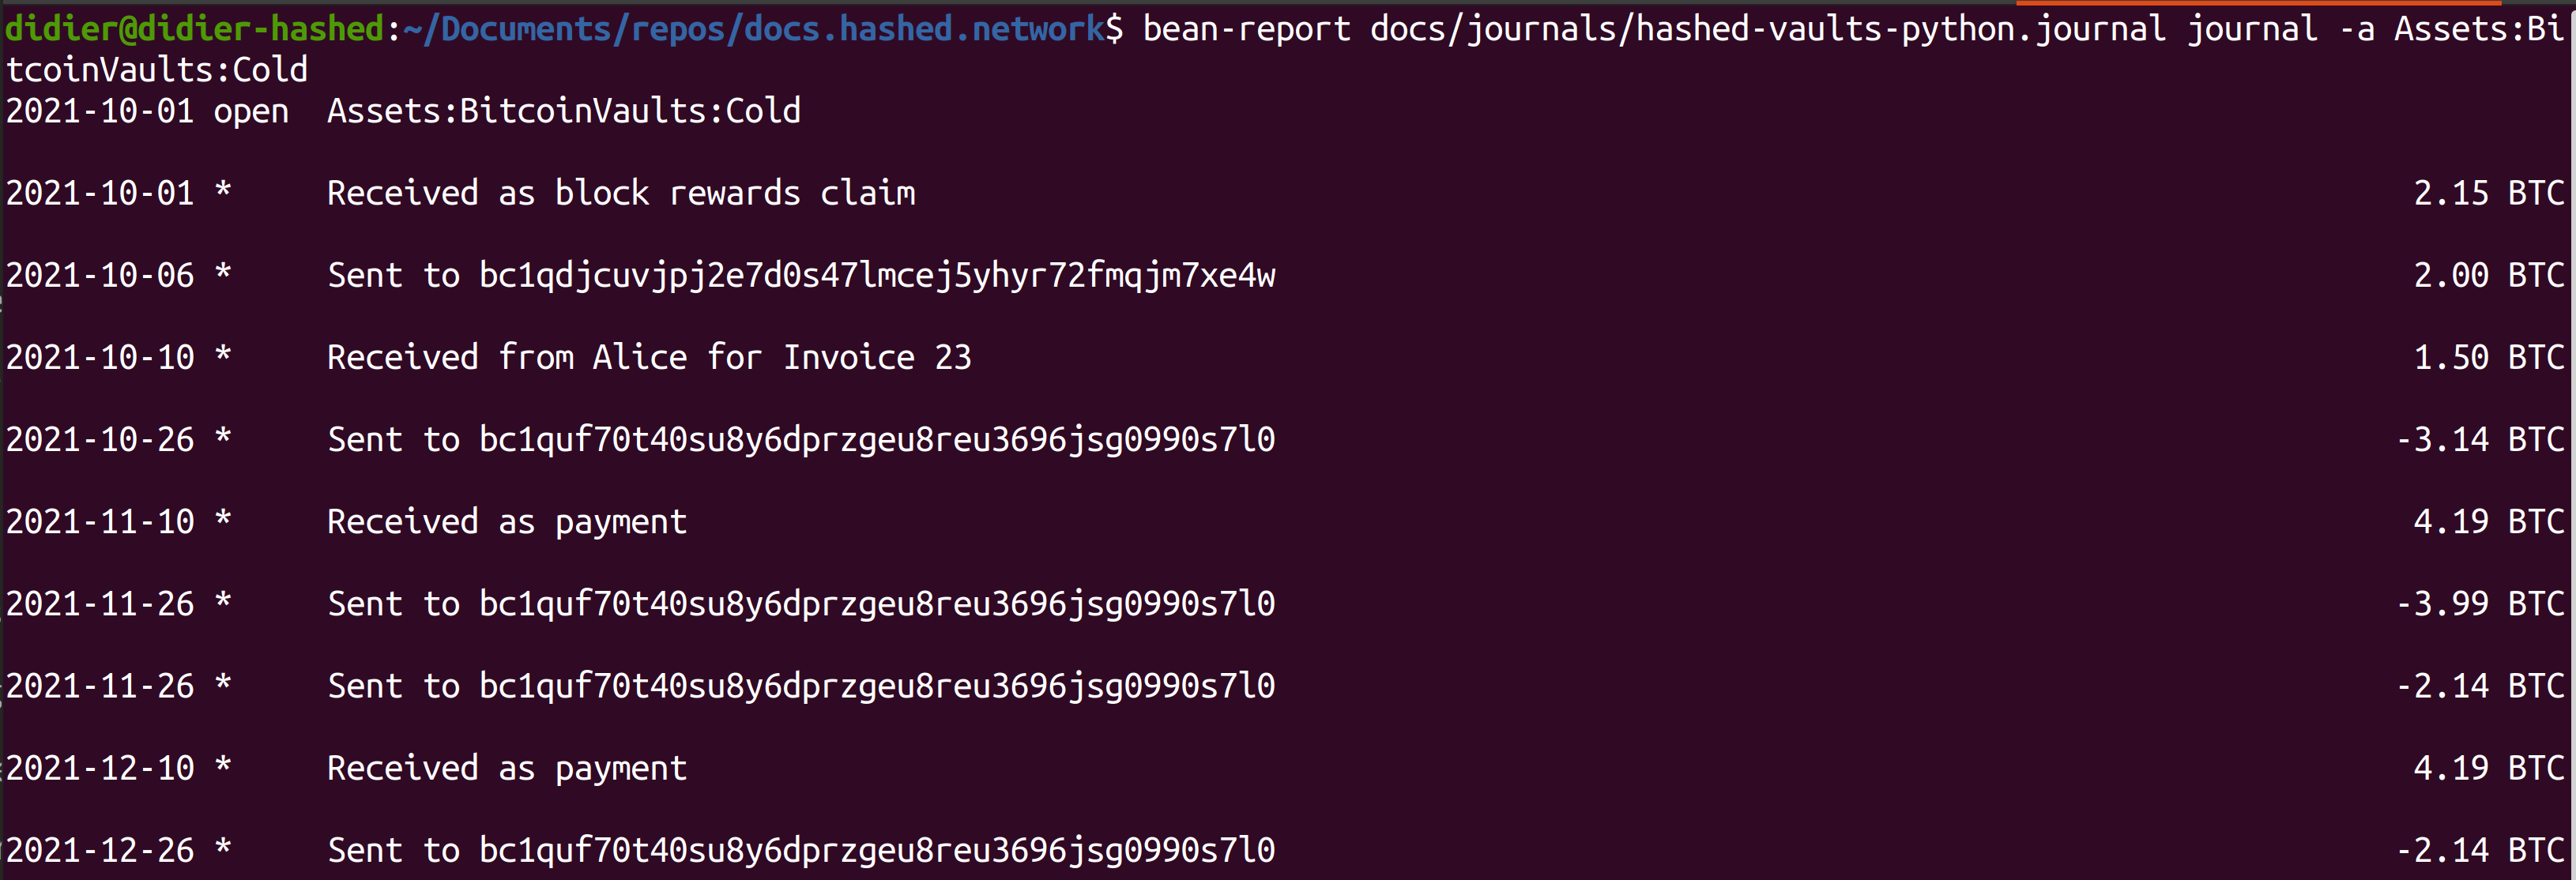 didier@didier-hashed:~/Documents/repos/docs.hashed.network$ bean-report docs/journals/hashed-vaults-python.journal journal -a Assets:Bi
tcoinVaults:Cold
2021-10-01 open  Assets:BitcoinVaults:Cold
2021-10-01 *     Received as block rewards claim     2.15 BTC
2021-10-06 *     Sent to bc1qdjcuvjpj2e7d0s47lmcej5yhyr72fmqjm7xe4w     2.00 BTC
2021-10-10 *     Received from Alice for Invoice 23     1.50 BTC
2021-10-26 *     Sent to bc1quf70t40su8y6dprzgeu8reu3696jsg0990s7l0     -3.14 BTC
2021-11-10 *     Received as payment     4.19 BTC
2021-11-26 *     Sent to bc1quf70t40su8y6dprzgeu8reu3696jsg0990s7l0     -3.99 BTC
2021-11-26 *     Sent to bc1quf70t40su8y6dprzgeu8reu3696jsg0990s7l0     -2.14 BTC
2021-12-10 *     Received as payment     4.19 BTC
2021-12-26 *     Sent to bc1quf70t40su8y6dprzgeu8reu3696jsg0990s7l0     -2.14 BTC